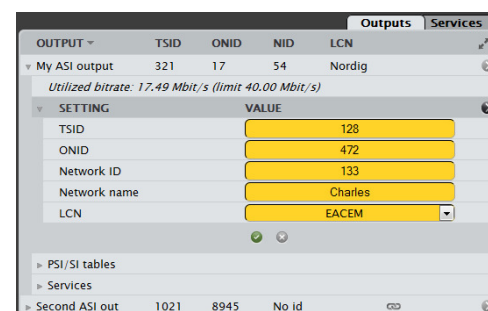 Outputs Services
OUTPUT TSID ONID NID LCN
My ASI output 321 17 54 Nordig
Utilized bitrate: 17.49 Mbit/s (limit 40.00 Mbit/s)
SETTING VALUE
TSID 128
ONID 472
Network ID 133
Network name Charles
LCN EACEM
PSI/SI tables
Services
Second ASI out 1021 8945 No id